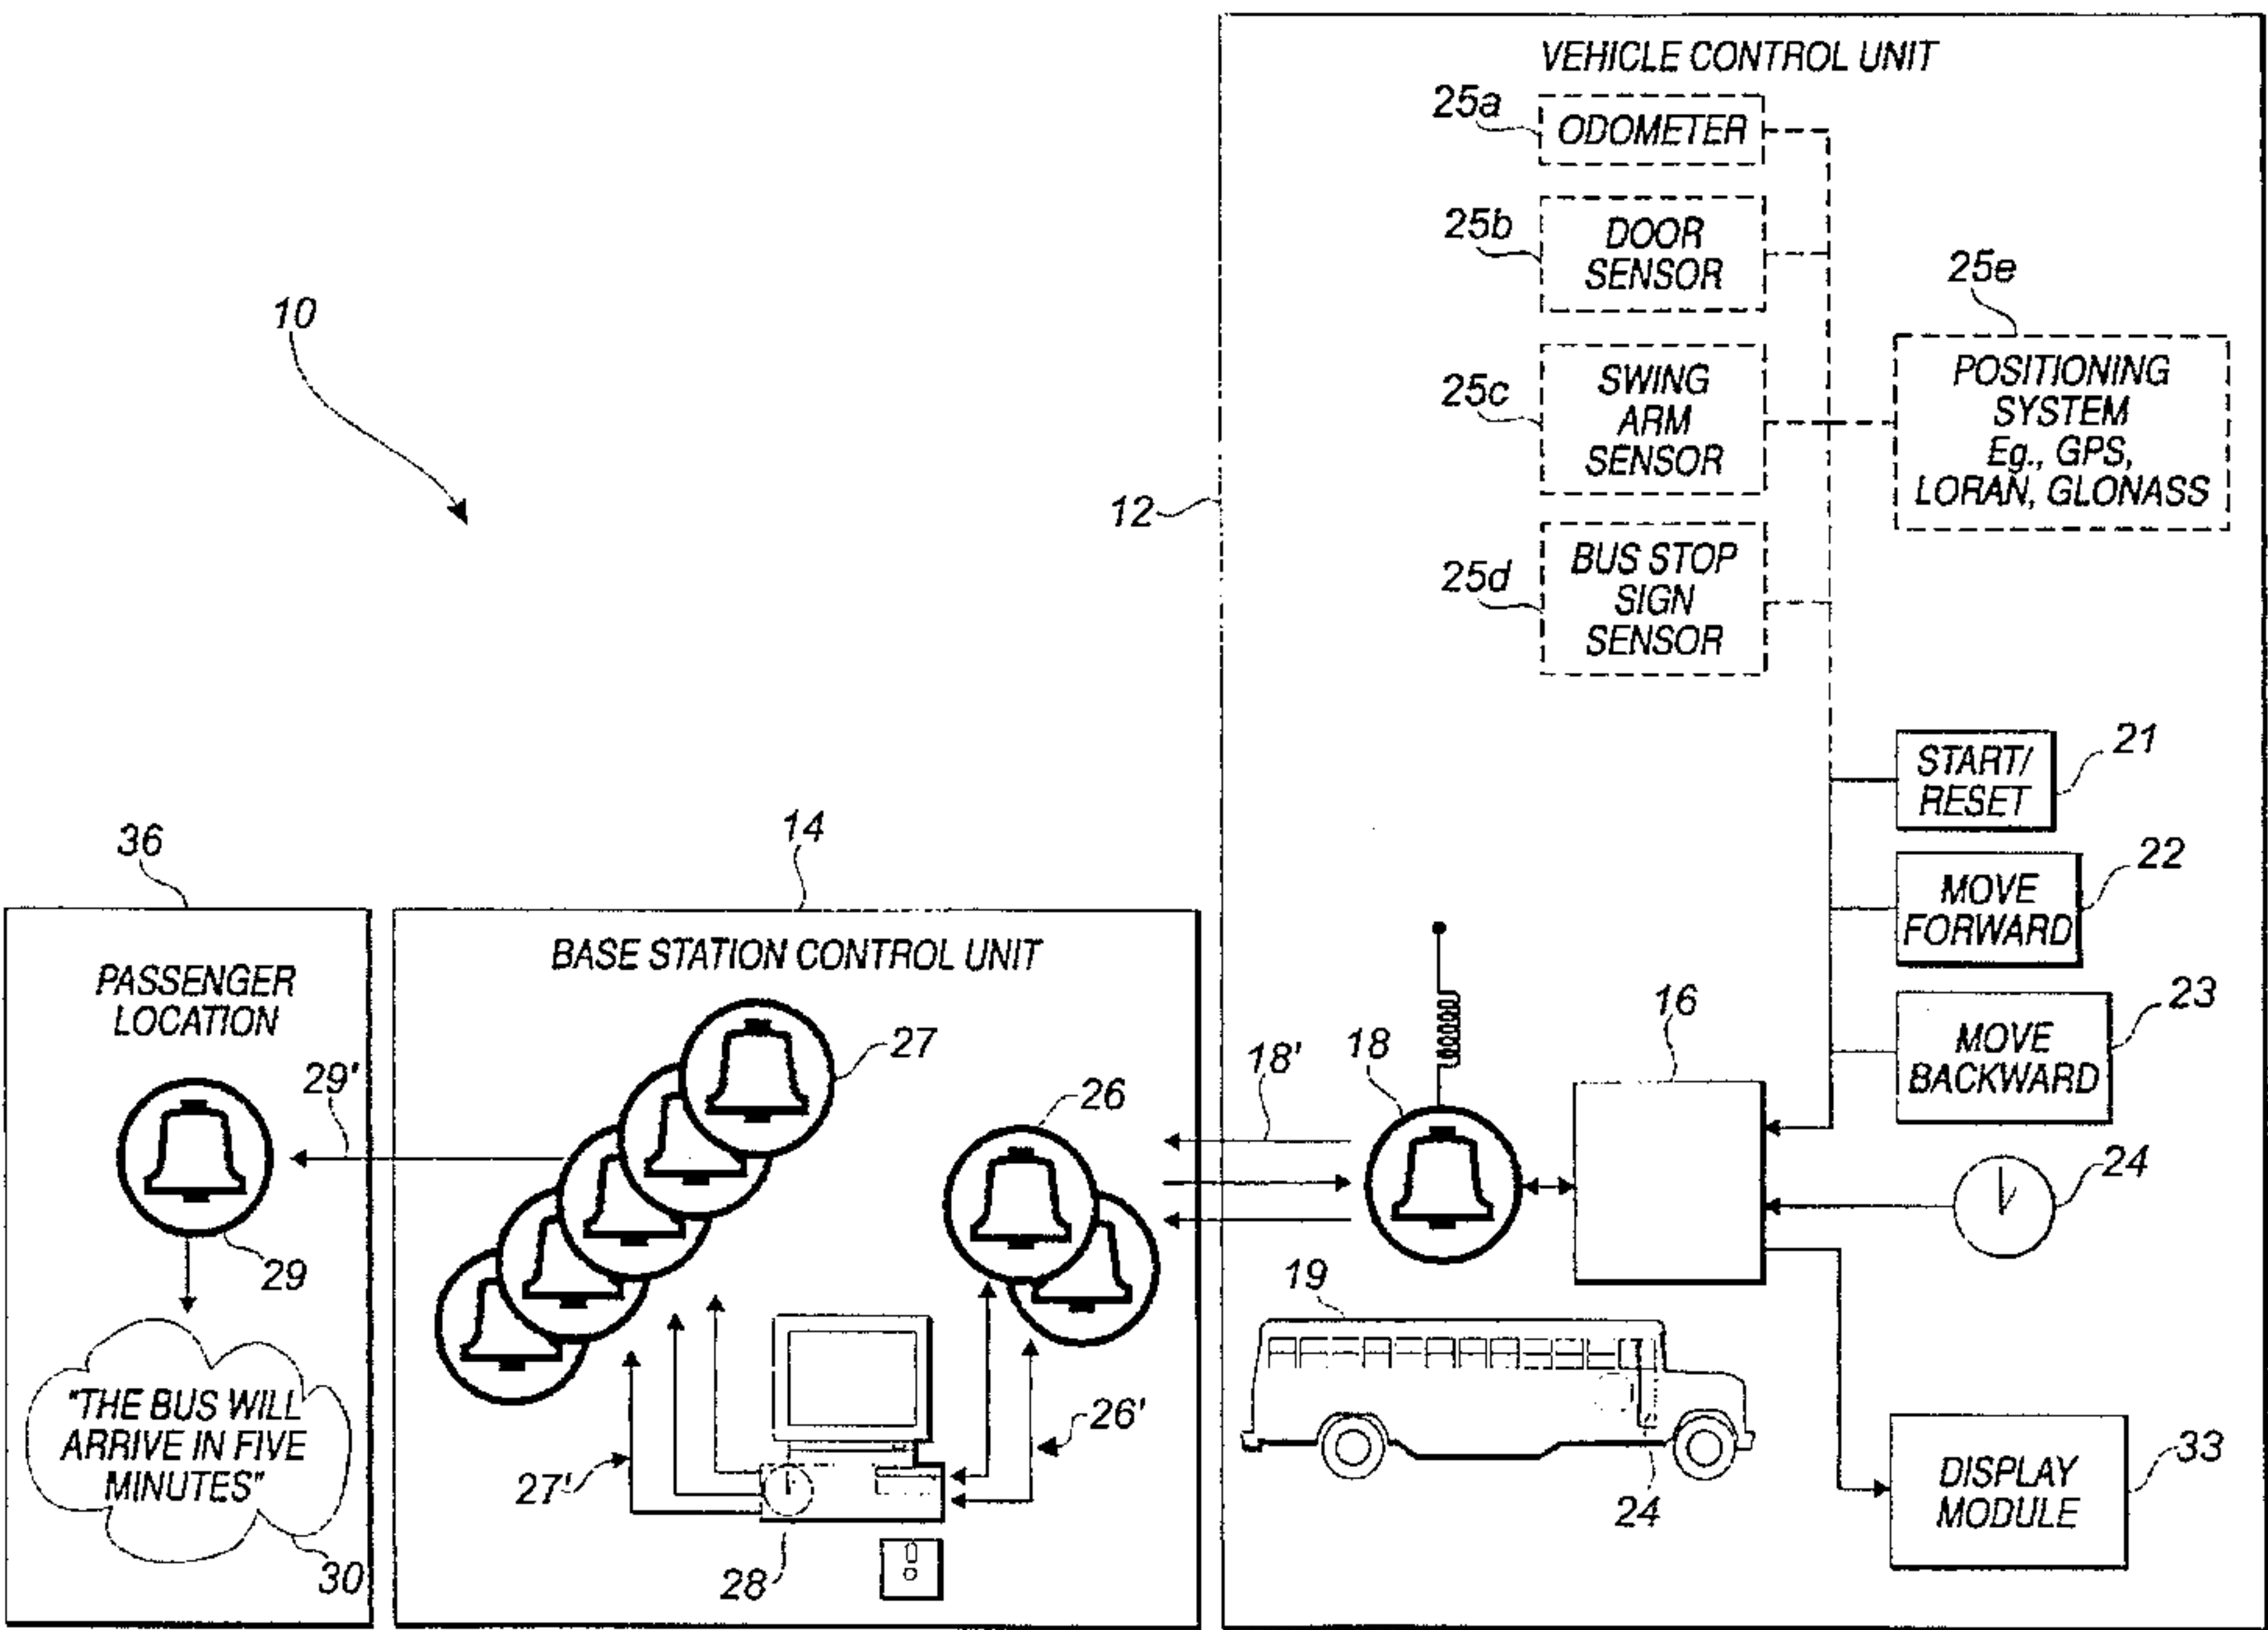 VEHICLE CONTROL UNIT
25a
ODOMETER
25b
DOOR
SENSOR
25c
SWING
ARM
SENSOR
25d
BUS STOP
SIGN
SENSOR
25e
POSITIONING
SYSTEM
Eg., GPS,
LORAN, GLONASS
10
12
START/
RESET
21
MOVE
FORWARD
22
MOVE
BACKWARD
23
24
16
18
18'
19
24
DISPLAY
MODULE
33
14
BASE STATION CONTROL UNIT
27
26
27'
26'
28
36
PASSENGER
LOCATION
29'
29
"THE BUS WILL
ARRIVE IN FIVE
MINUTES"
30